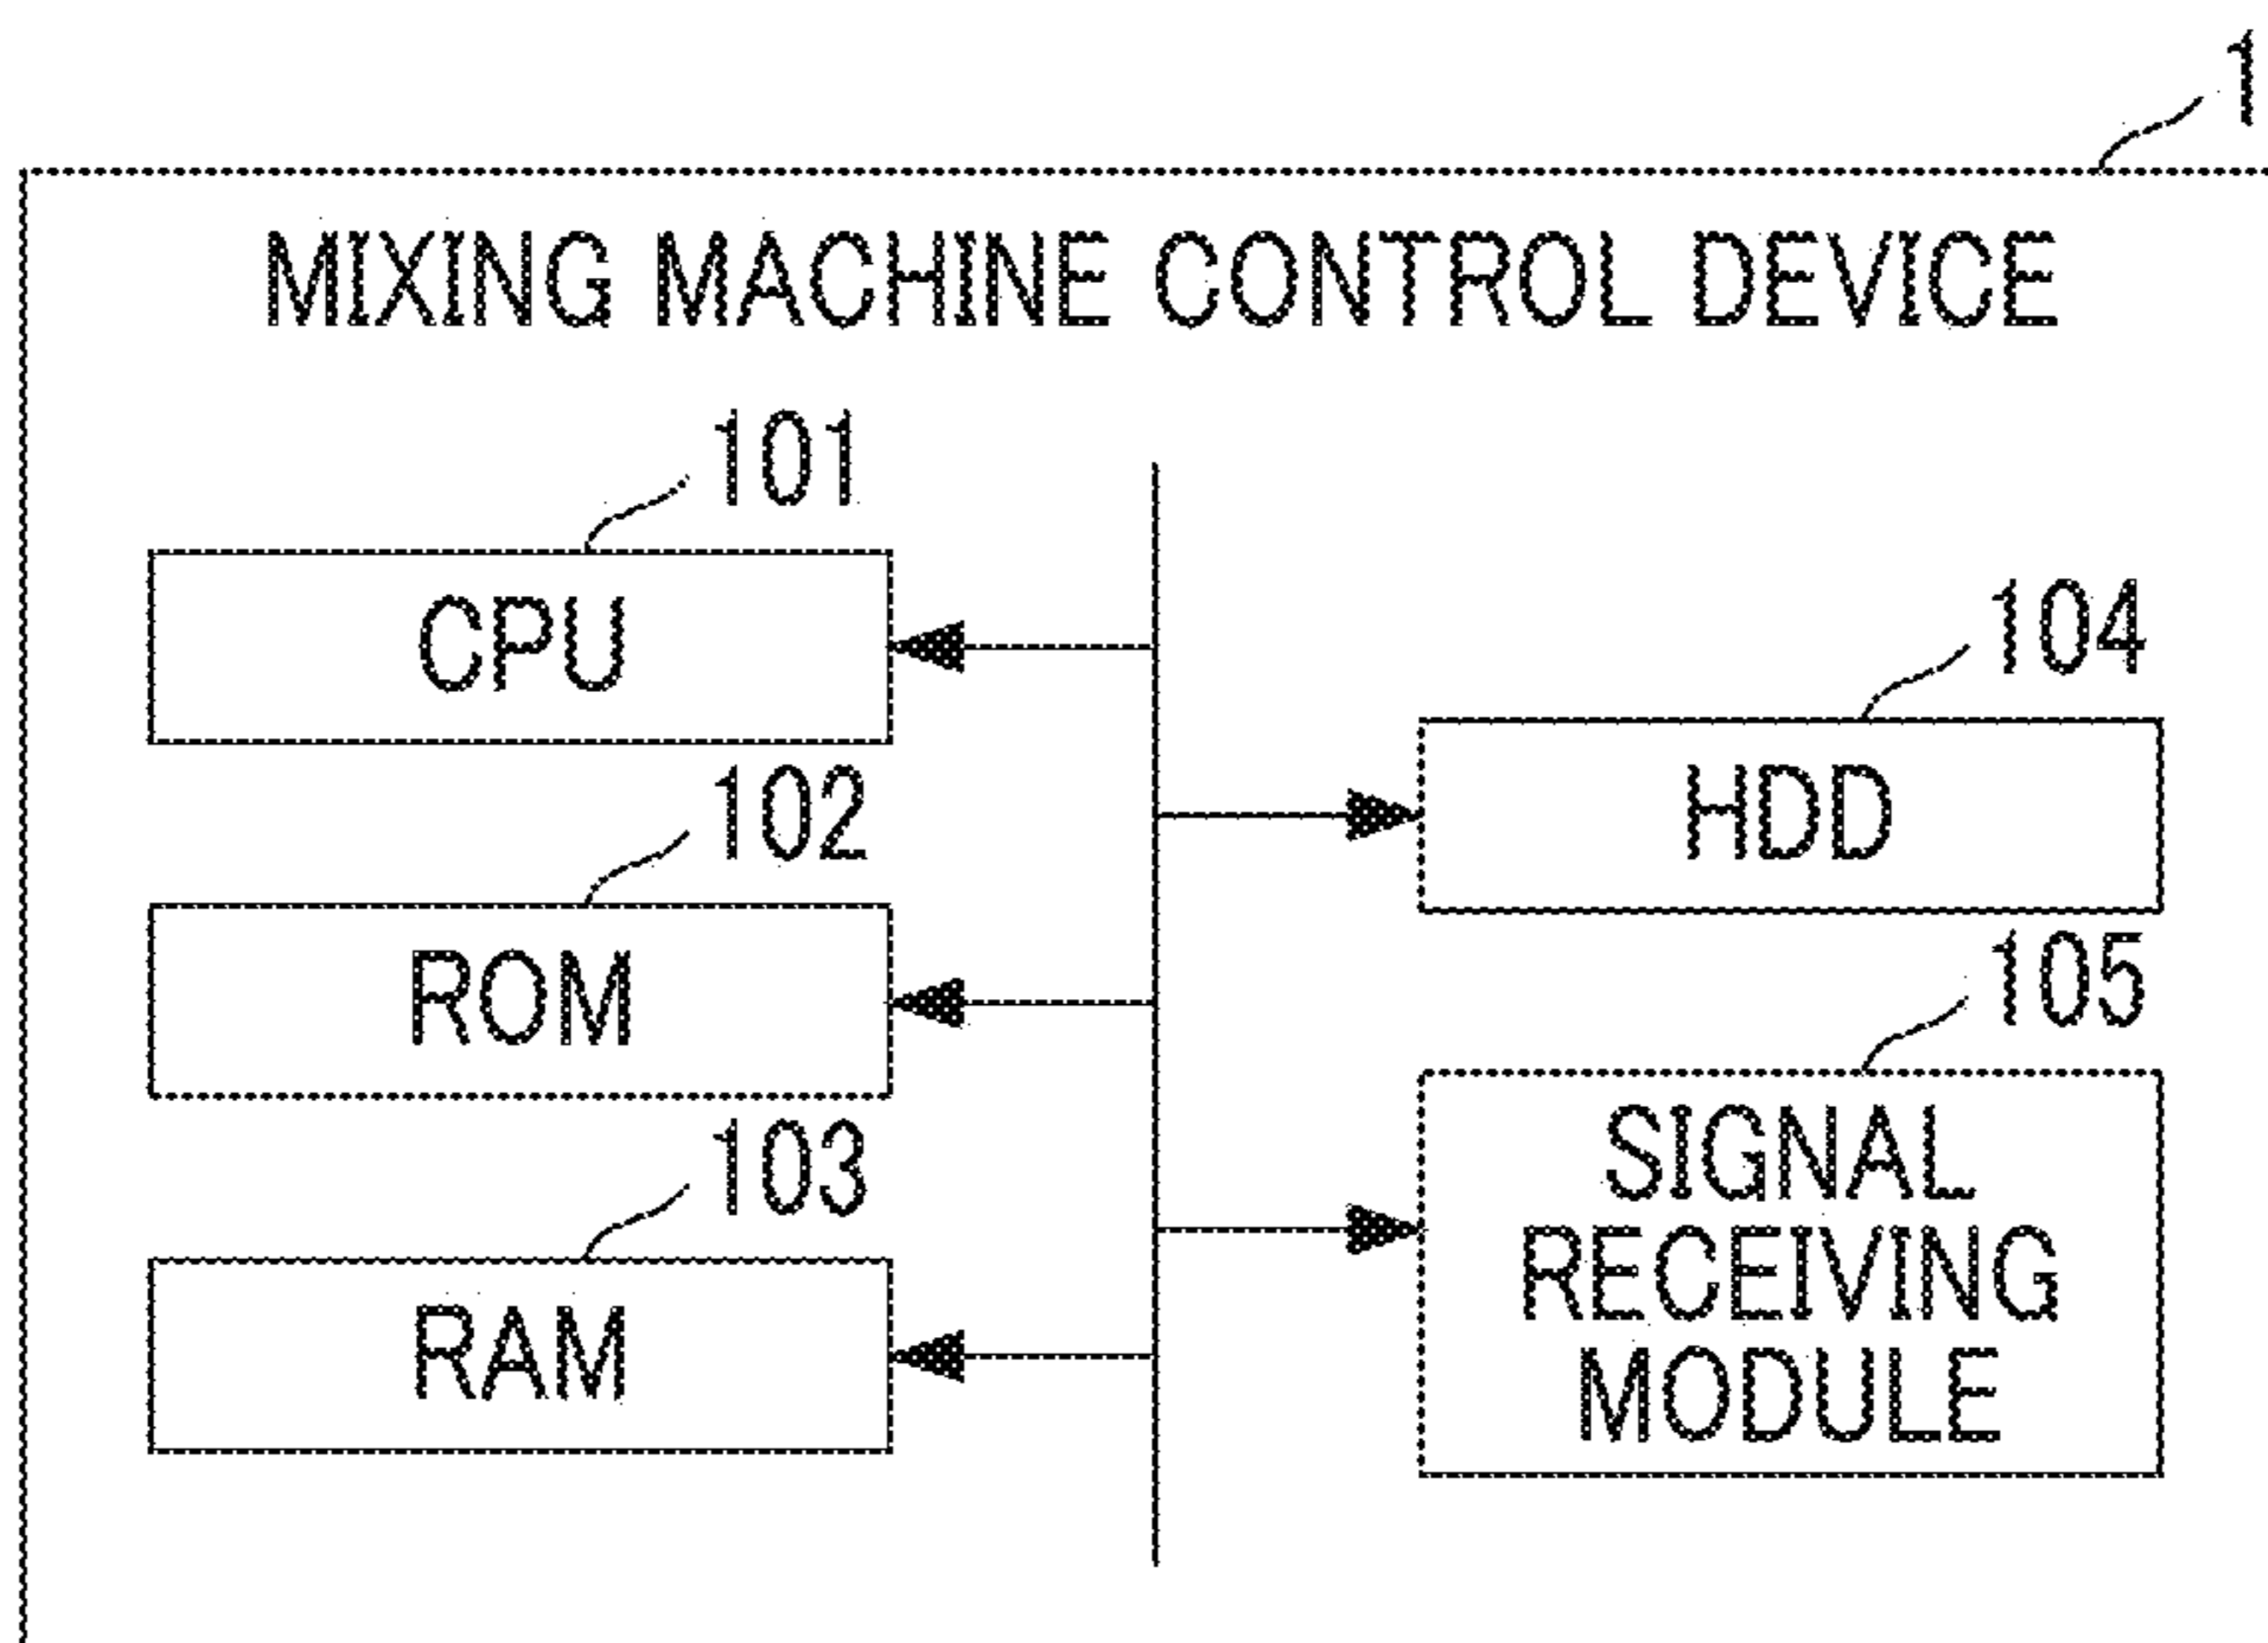 1
MIXING MACHINE CONTROL DEVICE
101
CPU
102
ROM
103
RAM
104
HDD
105
SIGNAL
RECEIVING
MODULE